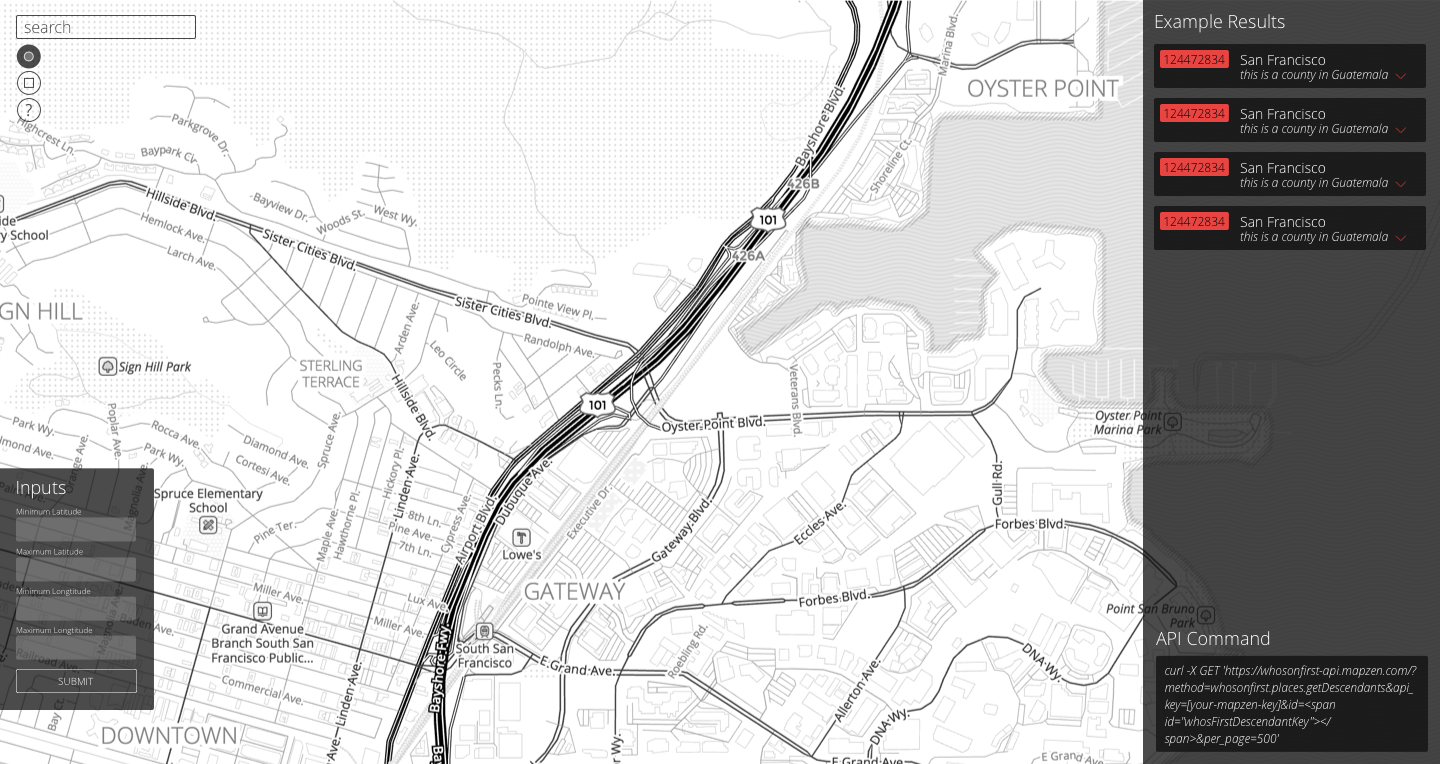 search
?
Highcrest Ln.
Parkgrove Dr.
Baypark Ci.
Bayview Dr.
Woods St.
West Wy.
Hillside Blvd.
Hemlock Ave.
Larch Ave.
Sister Cities Blvd.
y School
GN HILL
Sign Hill Park
STERLING
TERRACE
Arden Ave.
Leo Circle
Pecks Ln.
Sister Cities Blvd.
Pointe View Pl.
Randolph Ave.
Hillside Blvd.
Bayshore Blvd.
Marina Blvd.
OYSTER POINT
Shoreline Ct.
426B
101
426A
101
Oyster Point Blvd.
Veterans Blvd.
Oyster Point
Marina Park
Park Wy.
Poplar Ave.
Rocca Ave.
Park Wy.
Diamond Ave.
Cortesi Ave.
Spruce Ave.
Spruce Elementary
School
Pine Ter.
Maple Ave.
Hawthorne Pl.
Hickory Pl.
Linden Ave.
8th Ln.
Pine Ave.
7th Ln.
Cypress Ave.
Airport Blvd.
Dubuque Ave.
Executive Dr.
Lowe's
GATEWAY
Gateway Blvd.
Eccles Ave.
Gull Rd.
Forbes Blvd.
Forbes Blvd.
Point San Bruno
Park
Miller Ave.
Lux Ave.
Miller Ave.
Grand Avenue
Branch South San
Francisco Public...
Commercial Ave.
Linden Ave.
Bayshore Fwy.
South San
Francisco
E Grand Ave.
Roebling Rd.
Allerton Ave.
DNA Wy.
DNA Wy.
E Grand Ave.
E Grand Ave.
DOWNTOWN
Bay Ct.
Inputs
Minimum Latitude
Maximum Latitude
Minimum Longtitude
Maximum Longtitude
SUBMIT
Example Results
124472834
San Francisco
this is a county in Guatemala
124472834
San Francisco
this is a county in Guatemala
124472834
San Francisco
this is a county in Guatemala
124472834
San Francisco
this is a county in Guatemala
API Command
curl -X GET 'https://whosonfirst-api.mapzen.com/?
method=whosonfirst.places.getDescendants&api_
key=[your-mapzen-key]&id=<span
id="whosFirstDescendantKey"></
span>&per_page=500'